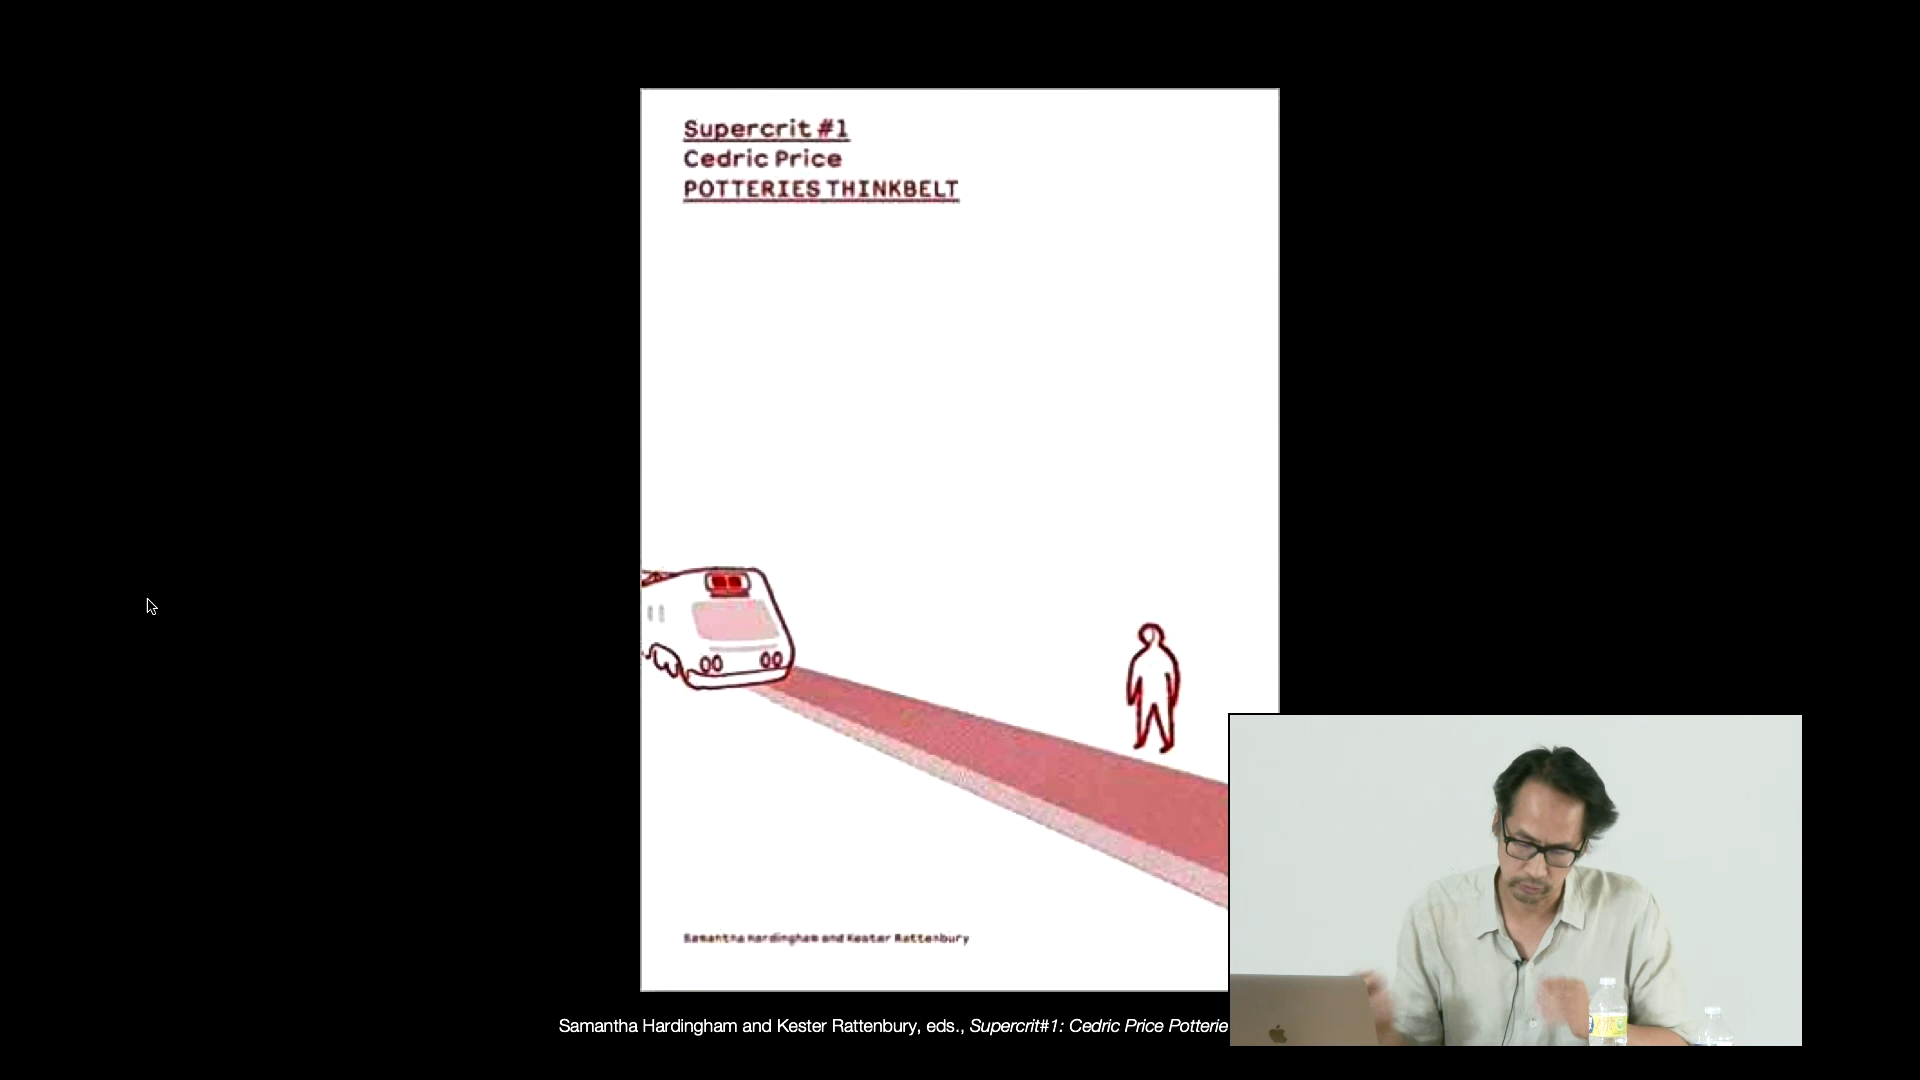 Supercrit #1
Cedric Price
POTTERIES THINKBELT
Samantha Hardingham and Kester Rattenbury
Samantha Hardingham and Kester Rattenbury, eds., Supercrit#1: Cedric Price Potterie